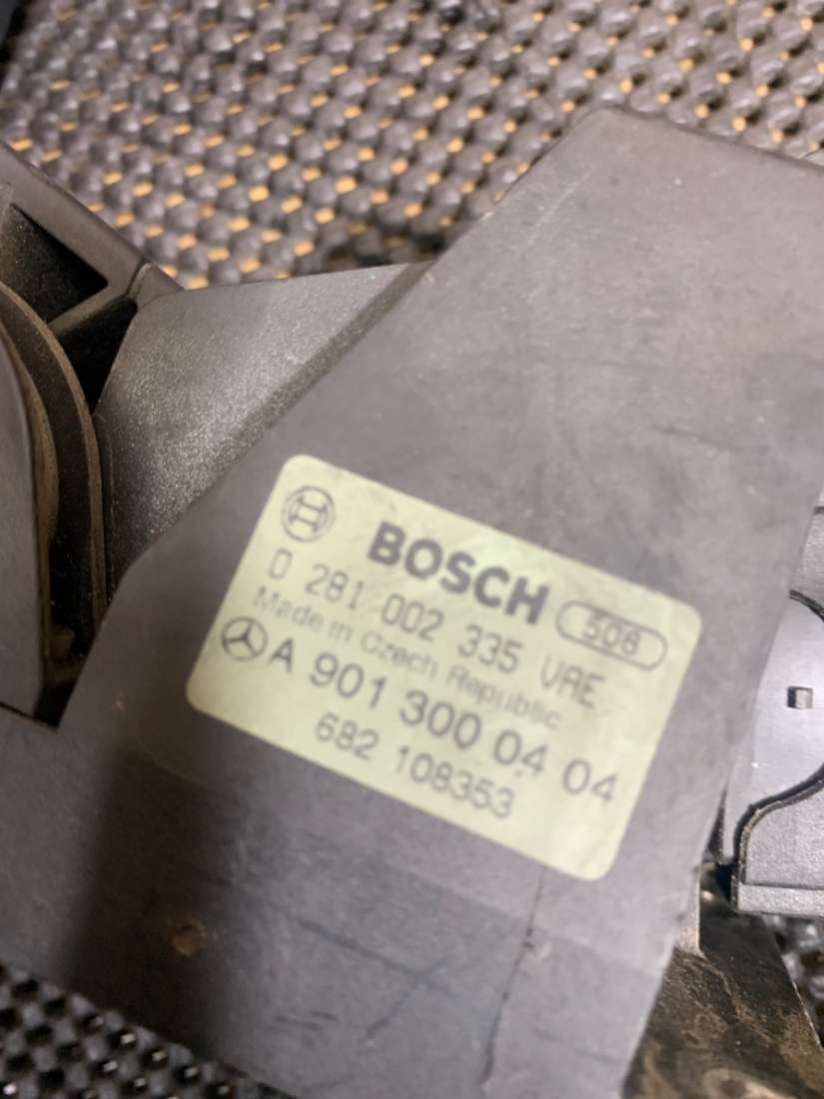 BOSCH 508
0 281 002 335 VAE
Made in Czech Republic
A 901 300 04 04
682 108353